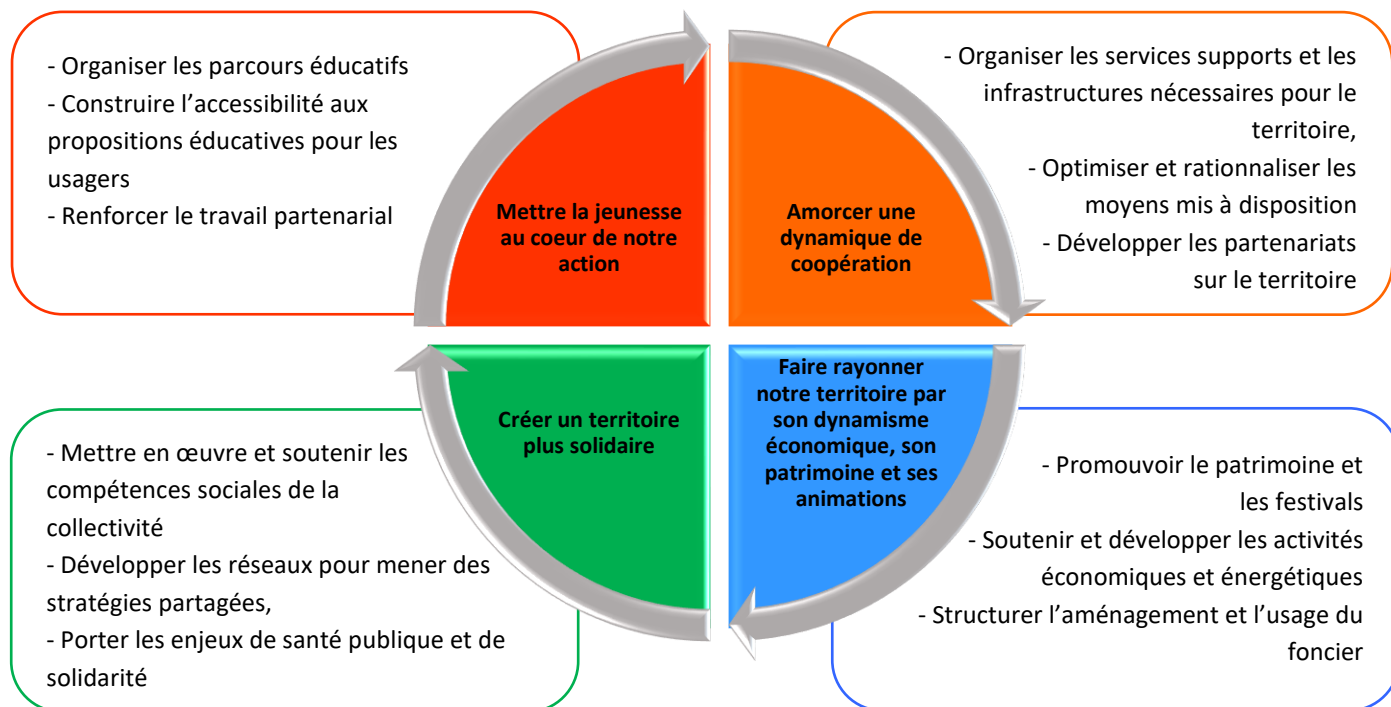 - Organiser les parcours éducatifs
- Construire l’accessibilité aux
propositions éducatives pour les
usagers
- Renforcer le travail partenarial
Mettre la jeunesse
au coeur de notre
action
Amorcer une
dynamique de
coopération
- Organiser les services supports et les
infrastructures nécessaires pour le
territoire,
- Optimiser et rationnaliser les
moyens mis à disposition
- Développer les partenariats
sur le territoire
- Mettre en œuvre et soutenir les
compétences sociales de la
collectivité
- Développer les réseaux pour mener des
stratégies partagées,
- Porter les enjeux de santé publique et de
solidarité
Créer un territoire
plus solidaire
Faire rayonner
notre territoire par
son dynamisme
économique, son
patrimoine et ses
animations
- Promouvoir le patrimoine et
les festivals
- Soutenir et développer les activités
économiques et énergétiques
- Structurer l’aménagement et l’usage du
foncier